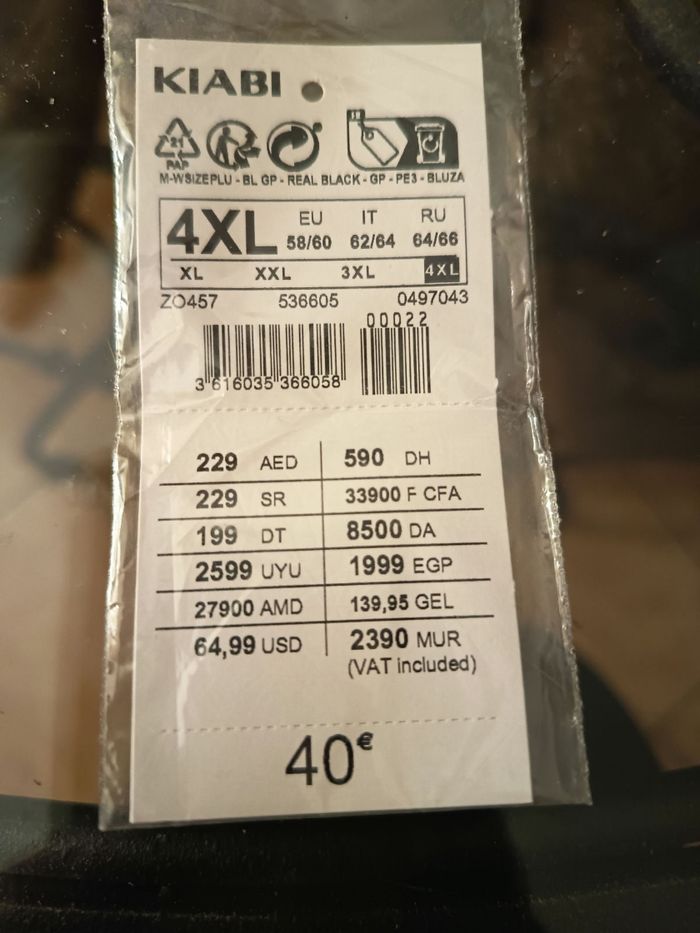 KIABI
21
PAP
M-WSIZEPLU - BL GP - REAL BLACK - GP - PE3 - BLUZA
4XL EU IT RU
58/60 62/64 64/66
XL XXL 3XL 4XL
ZO457 536605 0497043
00022
3 616035 366058
229 AED 590 DH
229 SR 33900 F CFA
199 DT 8500 DA
2599 UYU 1999 EGP
27900 AMD 139,95 GEL
64,99 USD 2390 MUR
(VAT included)
40€